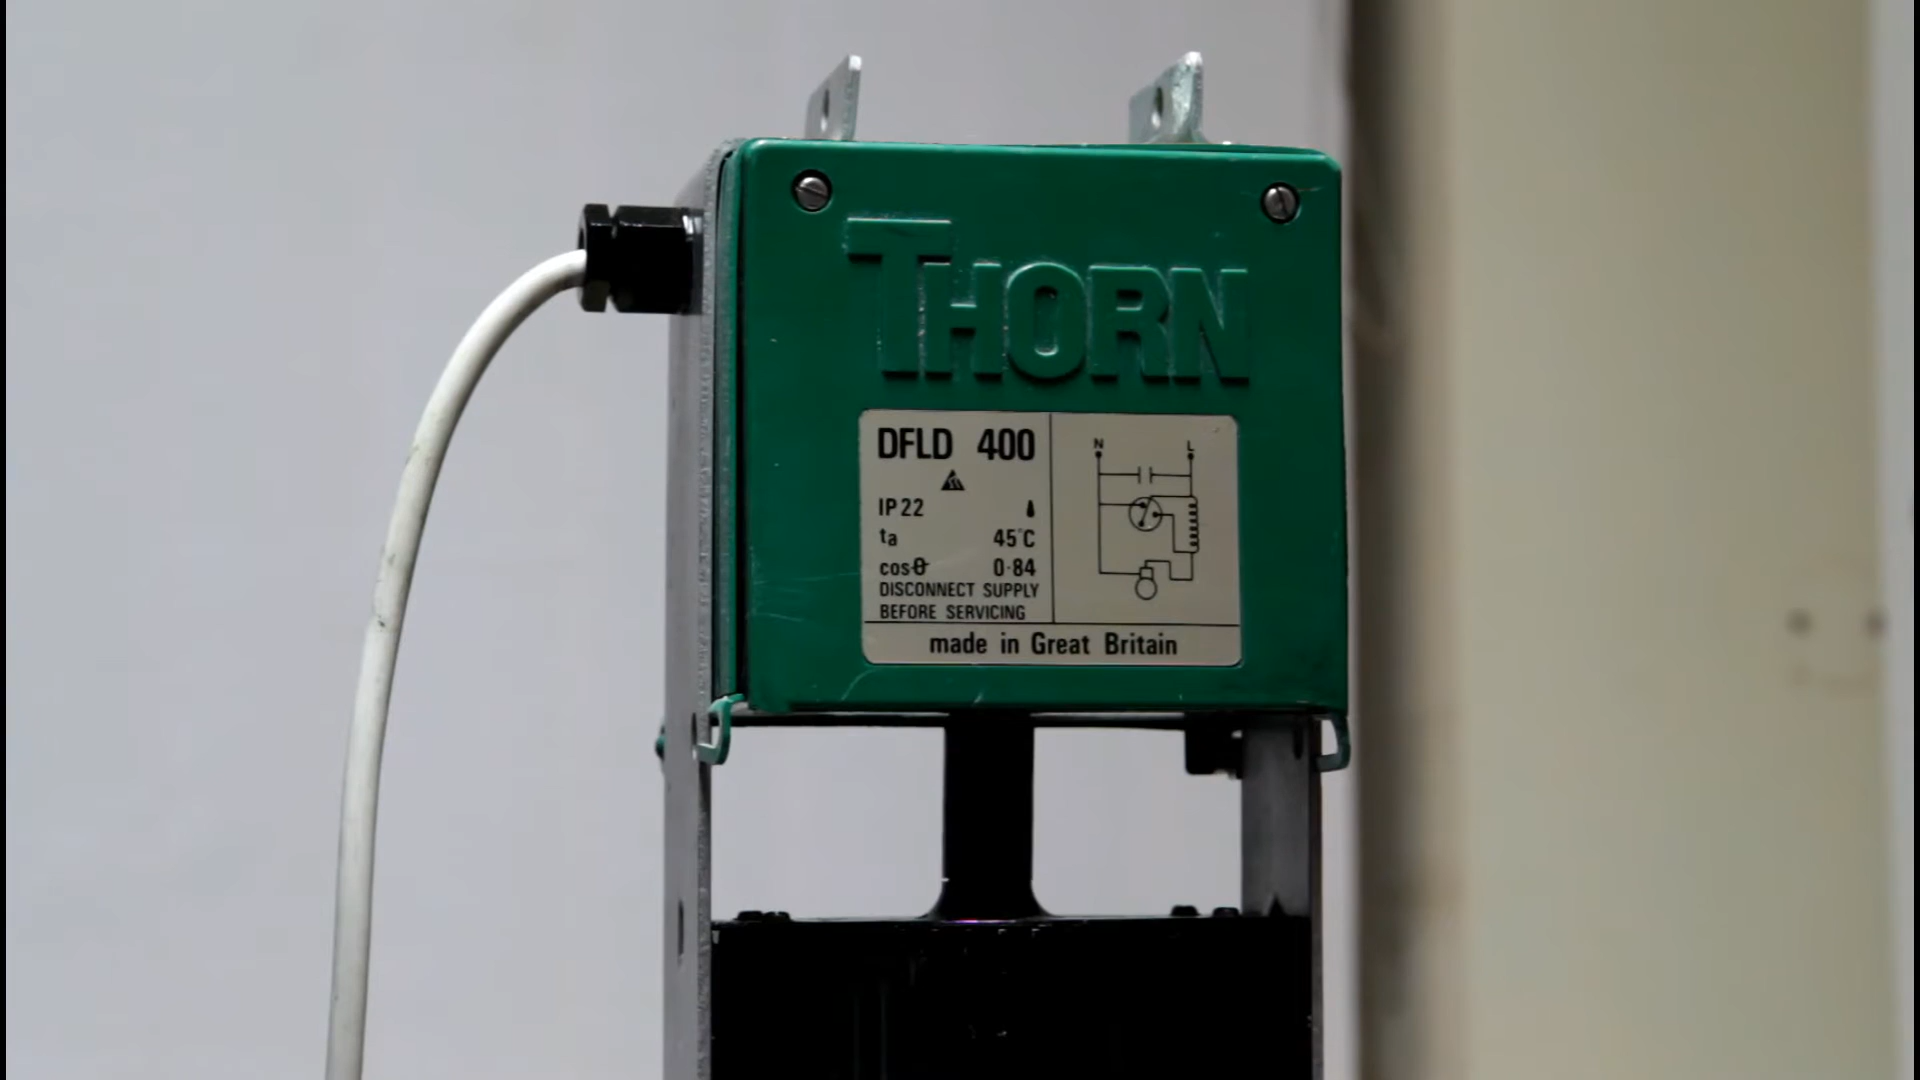 THORN
DFLD 400
IP22
ta 45°C
cosθ 0·84
DISCONNECT SUPPLY
BEFORE SERVICING
N L
made in Great Britain